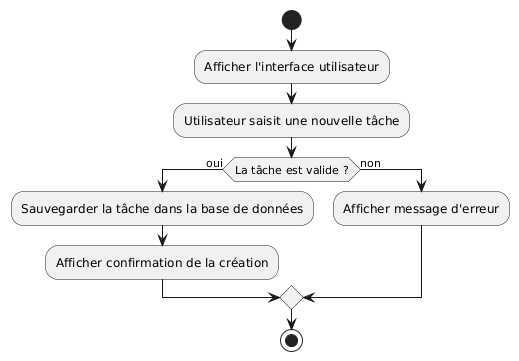 Afficher l'interface utilisateur
Utilisateur saisit une nouvelle tâche
oui
La tâche est valide ?
non
Sauvegarder la tâche dans la base de données
Afficher message d'erreur
Afficher confirmation de la création